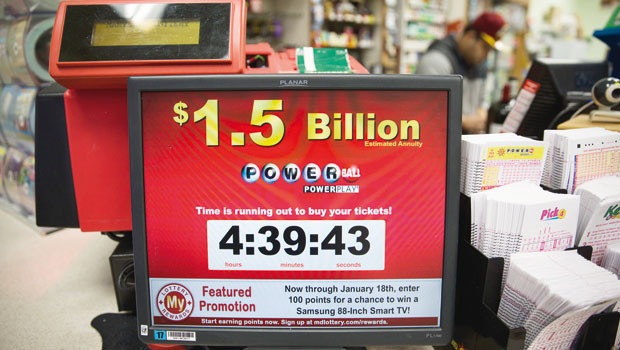 PLANAR
$1.5 Billion
Estimated Annuity
POWERBALL
POWERPLAY
Time is running out to buy your tickets!
4:39:43
hours minutes seconds
LOTTERY
My
REWARDS
Featured
Promotion
Now through January 18th, enter
100 points for a chance to win a
Samsung 88-Inch Smart TV!
Start earning points now. Sign up at mdlottery.com/rewards.
17
Pick